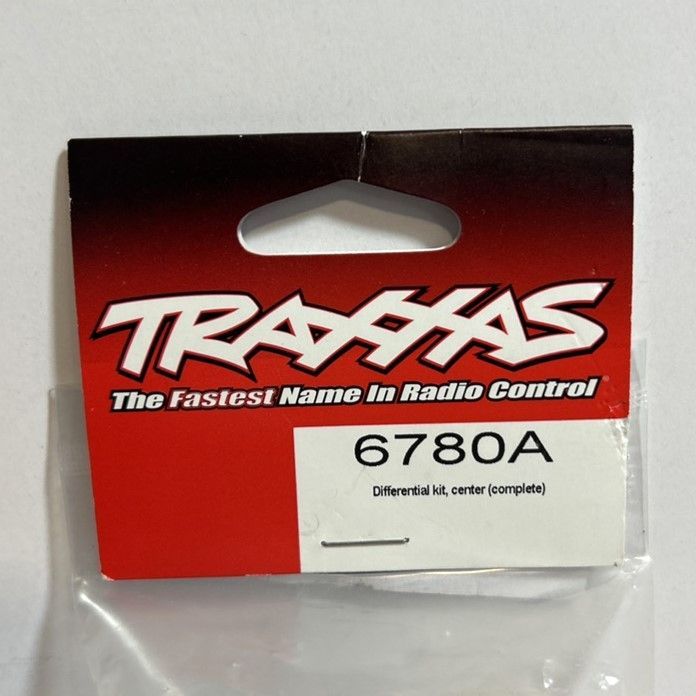 TRAXXAS
The Fastest Name In Radio Control
6780A
Differential kit, center (complete)